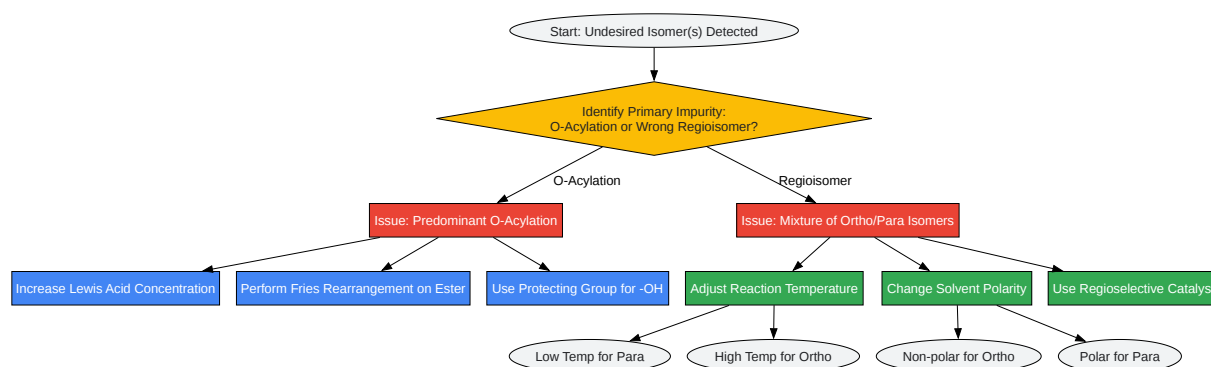 Start: Undesired Isomer(s) Detected
Identify Primary Impurity:
O-Acylation or Wrong Regioisomer?
O-Acylation
Regioisomer
Issue: Predominant O-Acylation
Issue: Mixture of Ortho/Para Isomers
Increase Lewis Acid Concentration
Perform Fries Rearrangement on Ester
Use Protecting Group for -OH
Adjust Reaction Temperature
Change Solvent Polarity
Use Regioselective Catalyst
Low Temp for Para
High Temp for Ortho
Non-polar for Ortho
Polar for Para